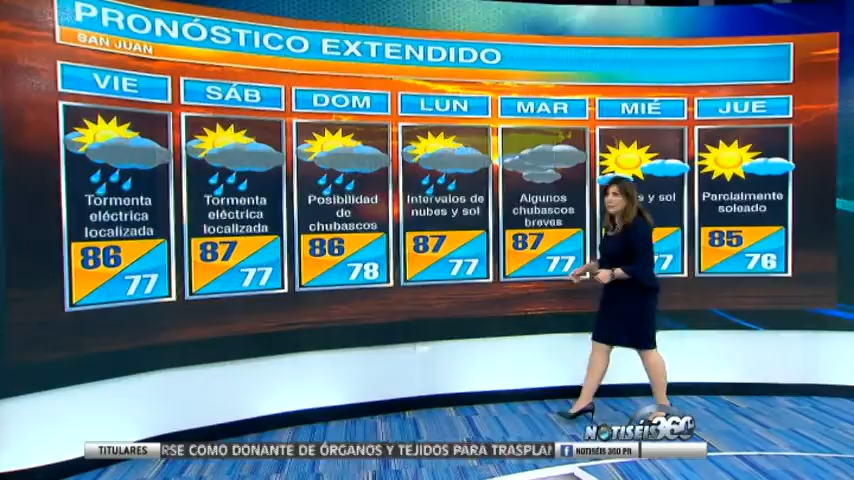 PRONÓSTICO EXTENDIDO
SAN JUAN
VIE
SÁB
DOM
LUN
MAR
MIÉ
JUE
Tormenta
eléctrica
localizada
86
77
Tormenta
eléctrica
localizada
87
77
Posibilidad
de
chubascos
86
78
Intervalos de
nubes y sol
87
77
Algunos
chubascos
breves
87
77
y sol
Parcialmente
soleado
85
76
NOTISÉIS 360
TITULARES
RSE COMO DONANTE DE ÓRGANOS Y TEJIDOS PARA TRASPLA
NOTISÉIS 360 PR